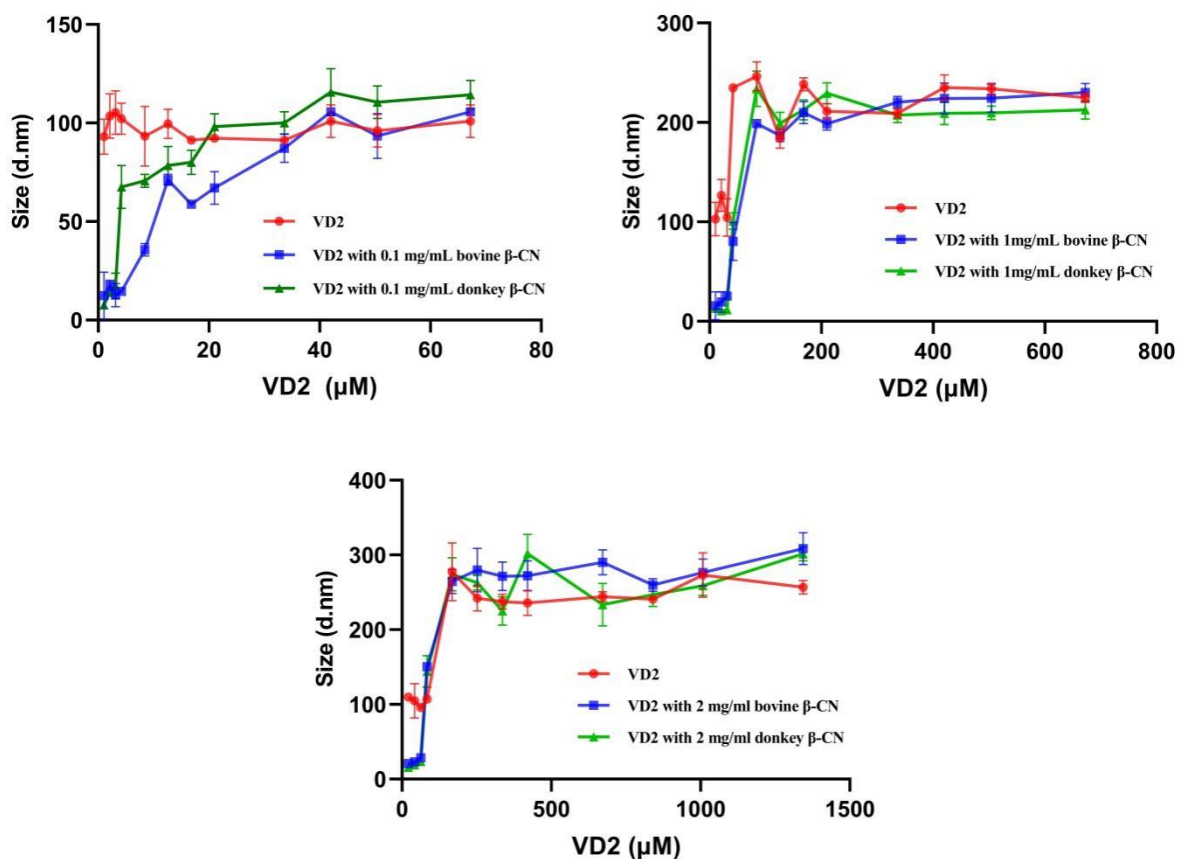 150
100
50
0
Size (d.nm)
VD2
VD2 with 0.1 mg/mL bovine β-CN
VD2 with 0.1 mg/mL donkey β-CN
0 20 40 60 80
VD2 (µM)
300
200
100
0
Size (d.nm)
VD2
VD2 with 1mg/mL bovine β-CN
VD2 with 1mg/mL donkey β-CN
0 200 400 600 800
VD2 (µM)
400
300
200
100
0
Size (d.nm)
VD2
VD2 with 2 mg/ml bovine β-CN
VD2 with 2 mg/ml donkey β-CN
0 500 1000 1500
VD2 (µM)